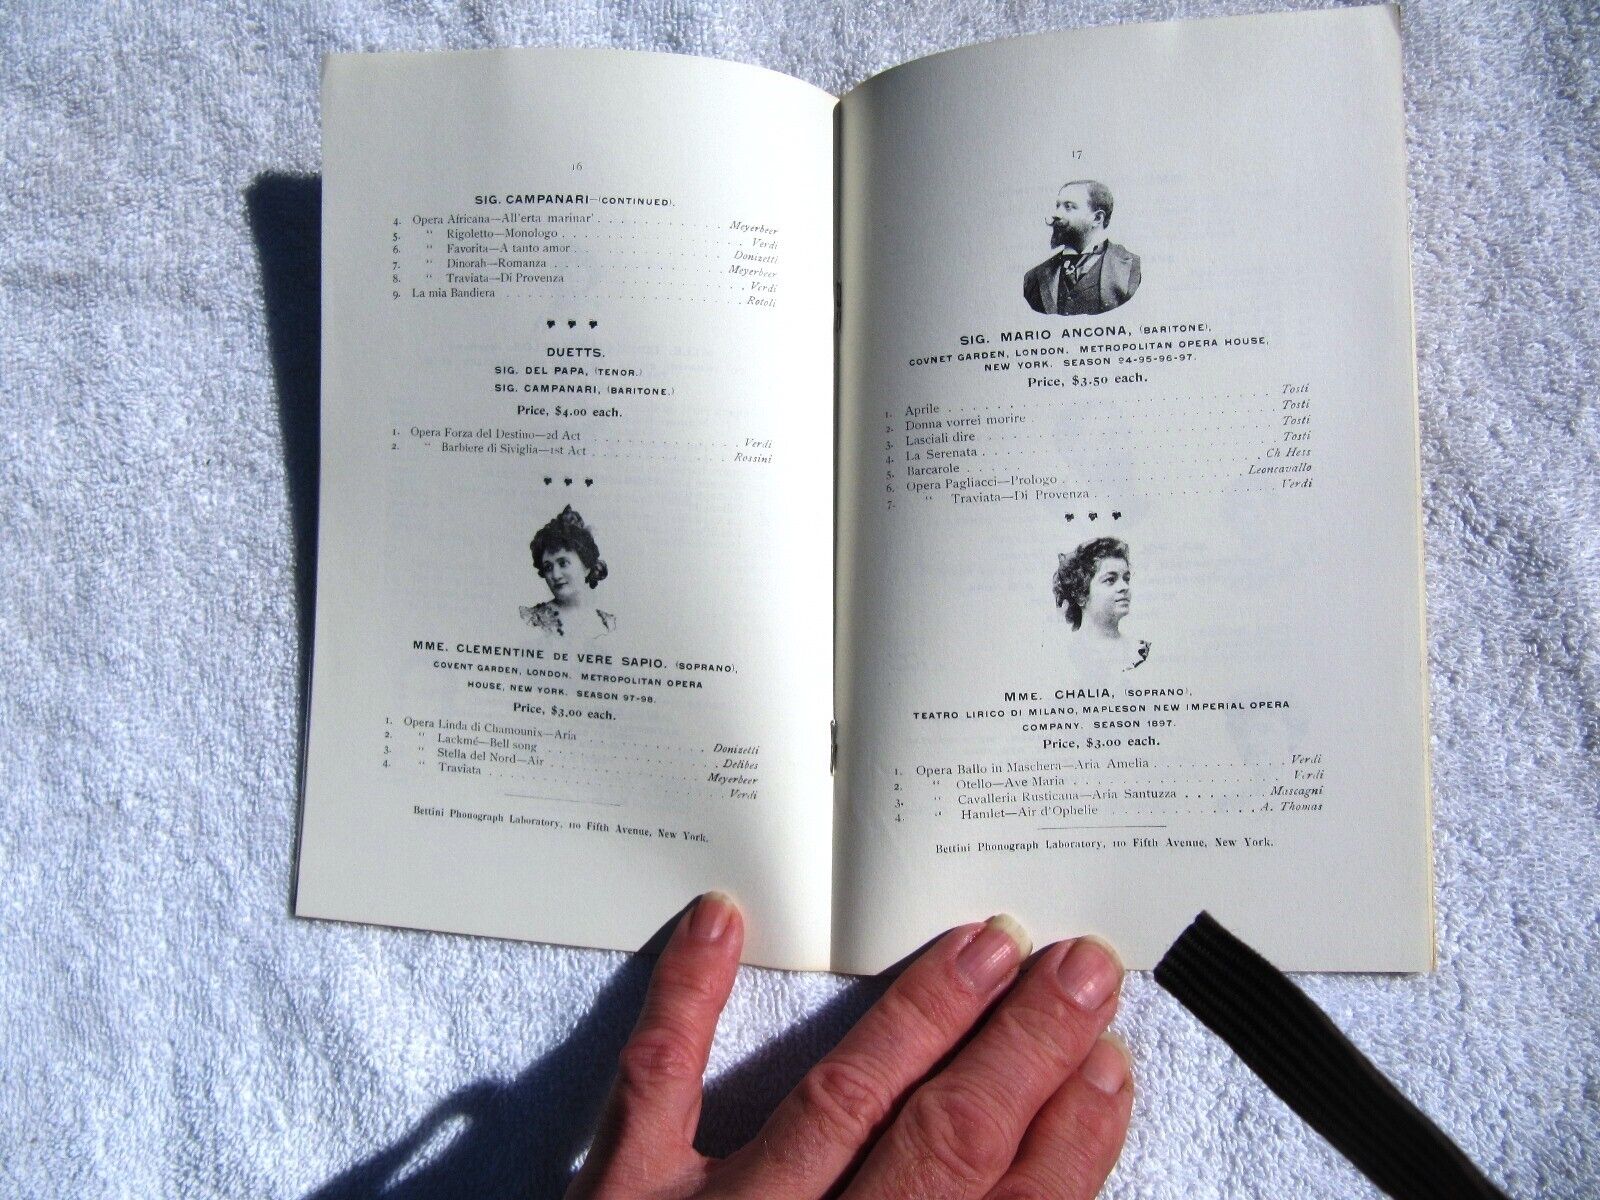 16
SIG. CAMPANARI—(CONTINUED).
4. Opera Africana—All'erta marinar' . . . . . . . . . . . Meyerbeer
5. “ Rigoletto—Monologo . . . . . . . . . . . . . . Verdi
6. “ Favorita—A tanto amor . . . . . . . . . . . . Donizetti
7. “ Dinorah—Romanza . . . . . . . . . . . . . . Meyerbeer
8. “ Traviata—Di Provenza . . . . . . . . . . . . . Verdi
9. La mia Bandiera . . . . . . . . . . . . . . . . . . Rotoli
DUETTS.
SIG. DEL PAPA, (TENOR.)
SIG. CAMPANARI, (BARITONE.)
Price, $4.00 each.
1. Opera Forza del Destino—2d Act . . . . . . . . . . . Verdi
2. “ Barbiere di Siviglia—1st Act . . . . . . . . . . Rossini
MME. CLEMENTINE DE VERE SAPIO. (SOPRANO),
COVENT GARDEN, LONDON. METROPOLITAN OPERA
HOUSE, NEW YORK. SEASON 97-98.
Price, $3.00 each.
1. Opera Linda di Chamounix—Aria . . . . . . . . . . Donizetti
2. “ Lackmé—Bell song . . . . . . . . . . . . . . Delibes
3. “ Stella del Nord—Air . . . . . . . . . . . . . Meyerbeer
4. “ Traviata . . . . . . . . . . . . . . . . . . Verdi
Bettini Phonograph Laboratory, 110 Fifth Avenue, New York.
17
SIG. MARIO ANCONA, (BARITONE),
COVNET GARDEN, LONDON. METROPOLITAN OPERA HOUSE,
NEW YORK. SEASON 94-95-96-97.
Price, $3.50 each.
1. Aprile . . . . . . . . . . . . . . . . . . . . Tosti
2. Donna vorrei morire . . . . . . . . . . . . . . . Tosti
3. Lasciali dire . . . . . . . . . . . . . . . . . . Tosti
4. La Serenata . . . . . . . . . . . . . . . . . . Tosti
5. Barcarole . . . . . . . . . . . . . . . . . . . Ch Hess
6. Opera Pagliacci—Prologo . . . . . . . . . . . . . Leoncavallo
7. “ Traviata—Di Provenza . . . . . . . . . . . . Verdi
MME. CHALIA, (SOPRANO),
TEATRO LIRICO DI MILANO, MAPLESON NEW IMPERIAL OPERA
COMPANY. SEASON 1897.
Price, $3.00 each.
1. Opera Ballo in Maschera—Aria Amelia . . . . . . . . . Verdi
2. “ Otello—Ave Maria . . . . . . . . . . . . . . Verdi
3. “ Cavalleria Rusticana—Aria Santuzza . . . . . . . Mascagni
4. “ Hamlet—Air d'Ophelie . . . . . . . . . . . . A. Thomas
Bettini Phonograph Laboratory, 110 Fifth Avenue, New York.